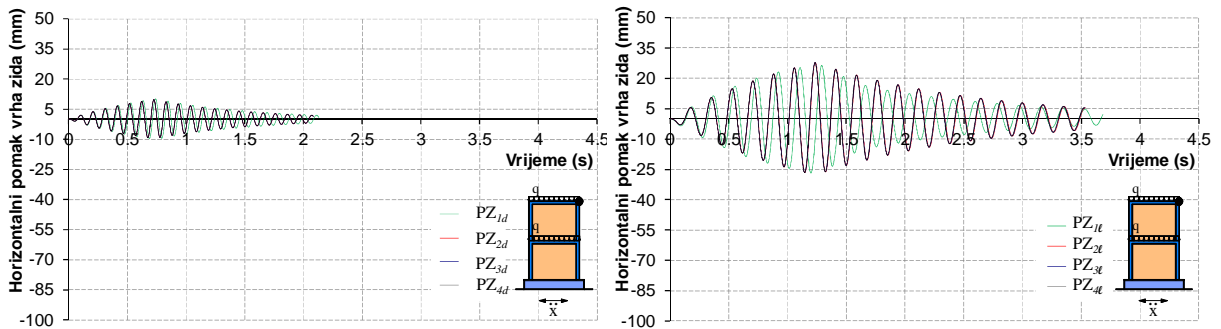 Horizontalni pomak vrha zida (mm)
50
35
20
5
-10
-25
-40
-55
-70
-85
-100
0 0.5 1 1.5 2 2.5 3 3.5 4 4.5
Vrijeme (s)
PZ1d
PZ2d
PZ3d
PZ4d
q
q
ẍ
Horizontalni pomak vrha zida (mm)
50
35
20
5
-10
-25
-40
-55
-70
-85
-100
0 0.5 1 1.5 2 2.5 3 3.5 4 4.5
Vrijeme (s)
PZ1ℓ
PZ2ℓ
PZ3ℓ
PZ4ℓ
q
q
ẍ